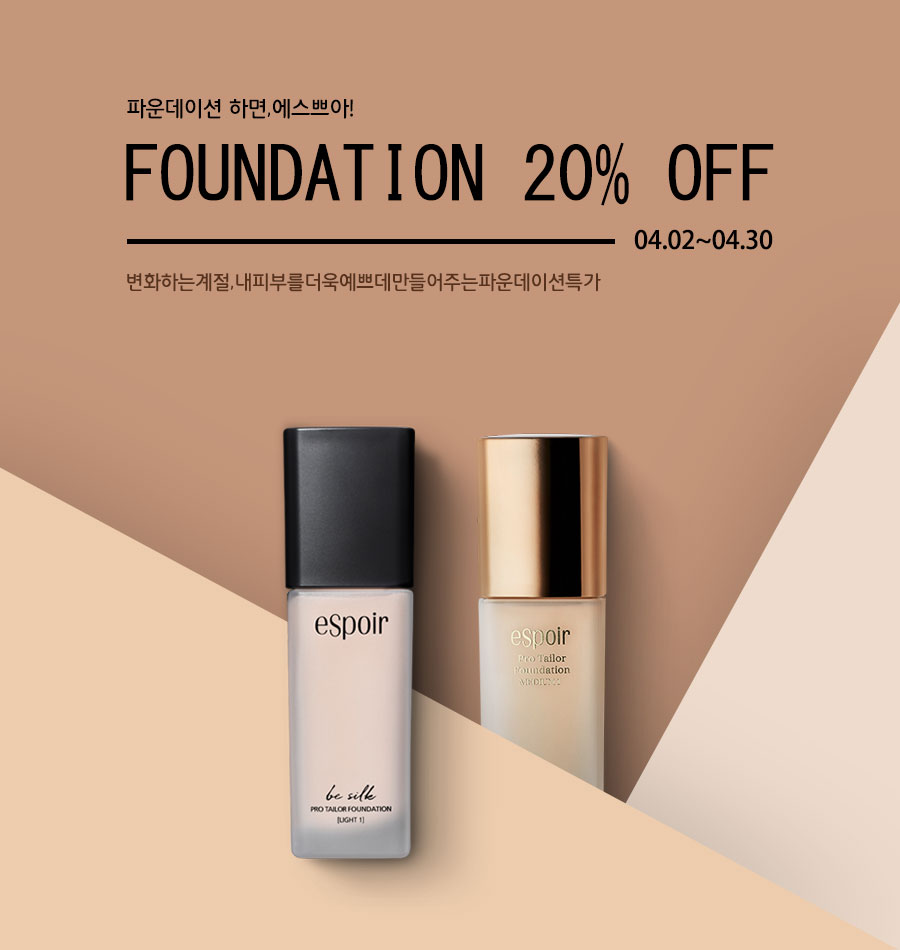 파운데이션 하면,에스쁘아!
FOUNDATION 20% OFF
04.02~04.30
변화하는계절,내피부를더욱예쁘데만들어주는파운데이션특가
eSpoir
be silk
PRO TAILOR FOUNDATION
[LIGHT 1]
eSpoir
Pro Tailor
Foundation